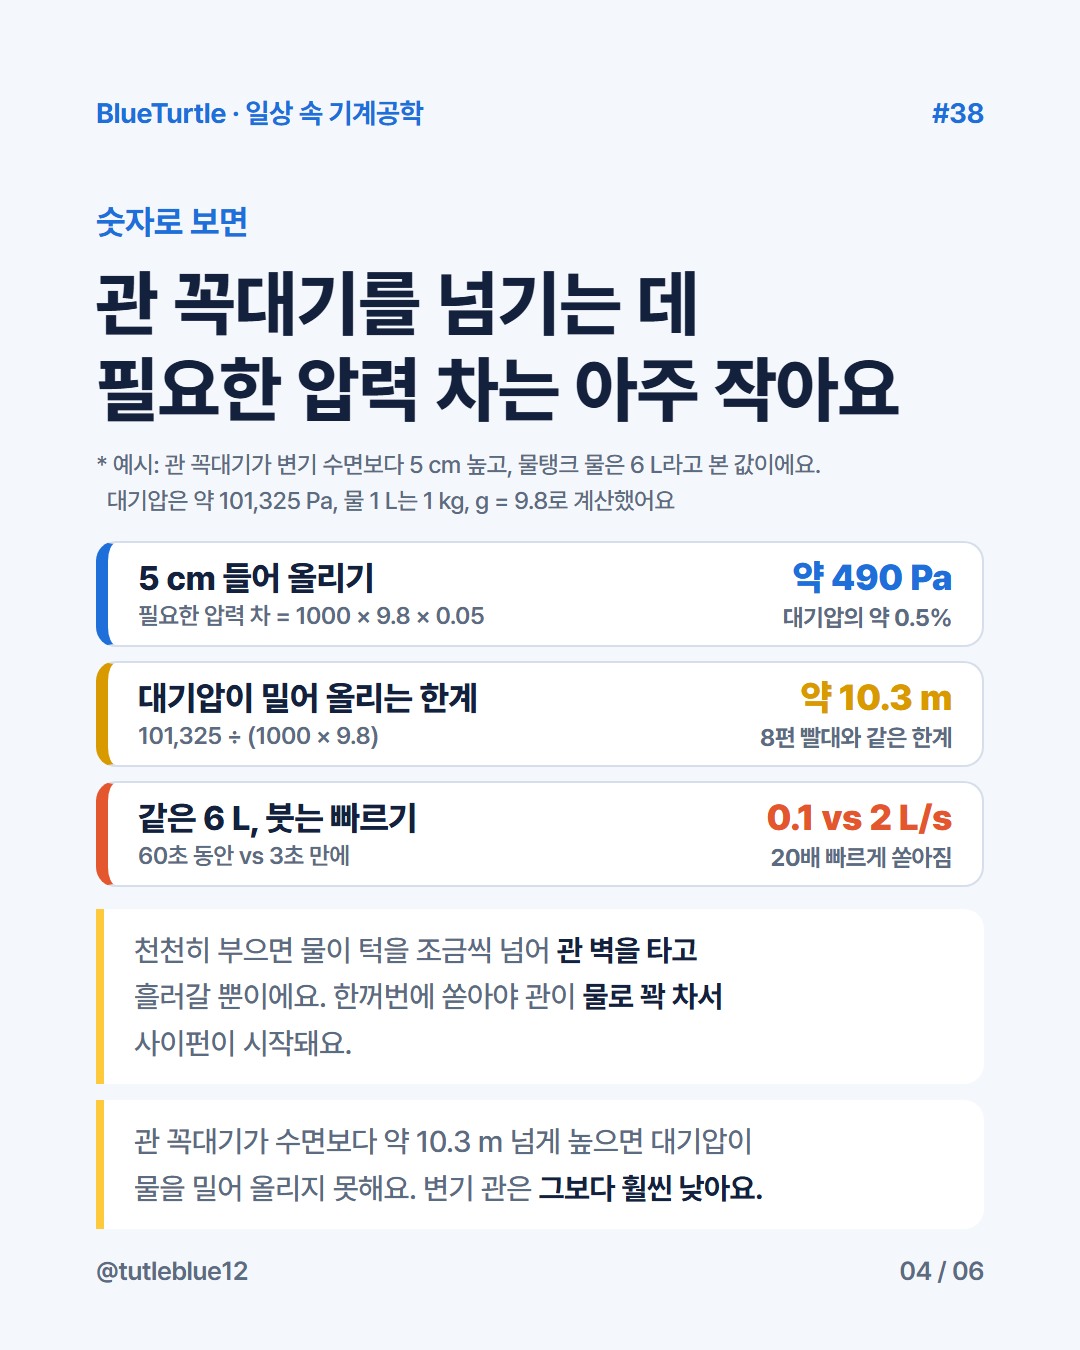 BlueTurtle · 일상 속 기계공학
#38
숫자로 보면
관 꼭대기를 넘기는 데
필요한 압력 차는 아주 작아요
* 예시: 관 꼭대기가 변기 수면보다 5 cm 높고, 물탱크 물은 6 L라고 본 값이에요.
대기압은 약 101,325 Pa, 물 1 L는 1 kg, g = 9.8로 계산했어요
5 cm 들어 올리기
약 490 Pa
필요한 압력 차 = 1000 × 9.8 × 0.05
대기압의 약 0.5%
대기압이 밀어 올리는 한계
약 10.3 m
101,325 ÷ (1000 × 9.8)
8편 빨대와 같은 한계
같은 6 L, 붓는 빠르기
0.1 vs 2 L/s
60초 동안 vs 3초 만에
20배 빠르게 쏟아짐
천천히 부으면 물이 턱을 조금씩 넘어 관 벽을 타고
흘러갈 뿐이에요. 한꺼번에 쏟아야 관이 물로 꽉 차서
사이펀이 시작돼요.
관 꼭대기가 수면보다 약 10.3 m 넘게 높으면 대기압이
물을 밀어 올리지 못해요. 변기 관은 그보다 훨씬 낮아요.
@tutleblue12
04 / 06